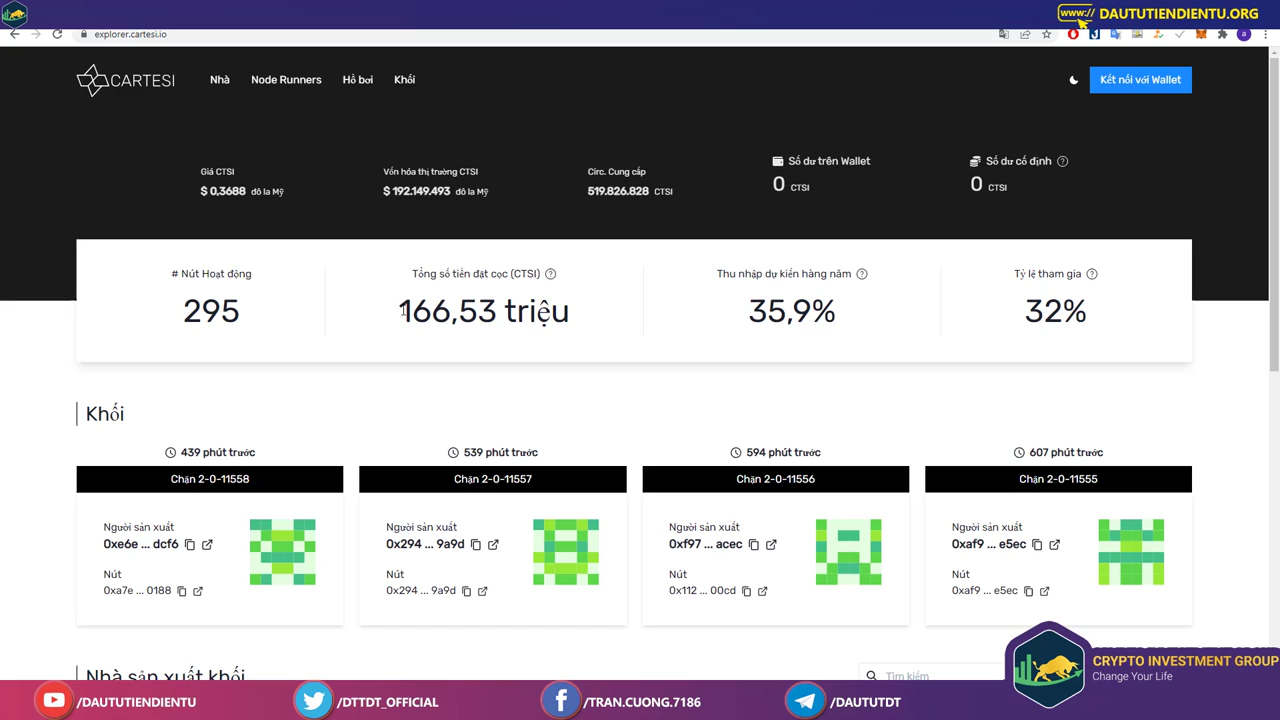 www:// DAUTUTIENDIENTU.ORG
explorer.cartesi.io
CARTESI Nhà Node Runners Hồ bơi Khối Kết nối với Wallet
Giá CTSI Vốn hóa thị trường CTSI Circ. Cung cấp Số dư trên Wallet Số dư cố định
$ 0,3688 đô la Mỹ $ 192.149.493 đô la Mỹ 519.826.828 CTSI 0 CTSI 0 CTSI
# Nút Hoạt động Tổng số tiền đặt cọc (CTSI) Thu nhập dự kiến hàng năm Tỷ lệ tham gia
295 166,53 triệu 35,9% 32%
Khối
439 phút trước 539 phút trước 594 phút trước 607 phút trước
Chặn 2-0-11558 Chặn 2-0-11557 Chặn 2-0-11556 Chặn 2-0-11555
Người sản xuất Người sản xuất Người sản xuất Người sản xuất
0xe6e ... dcf6 0x294 ... 9a9d 0xf97 ... acec 0xaf9 ... e5ec
Nút Nút Nút Nút
0xa7e ... 0188 0x294 ... 9a9d 0x112 ... 00cd 0xaf9 ... e5ec
Nhà sản xuất khối Tìm kiếm
CRYPTO INVESTMENT GROUP
Change Your Life
/DAUTUTIENDIENTU /DTTDT_OFFICIAL /TRAN.CUONG.7186 /DAUTUTDT